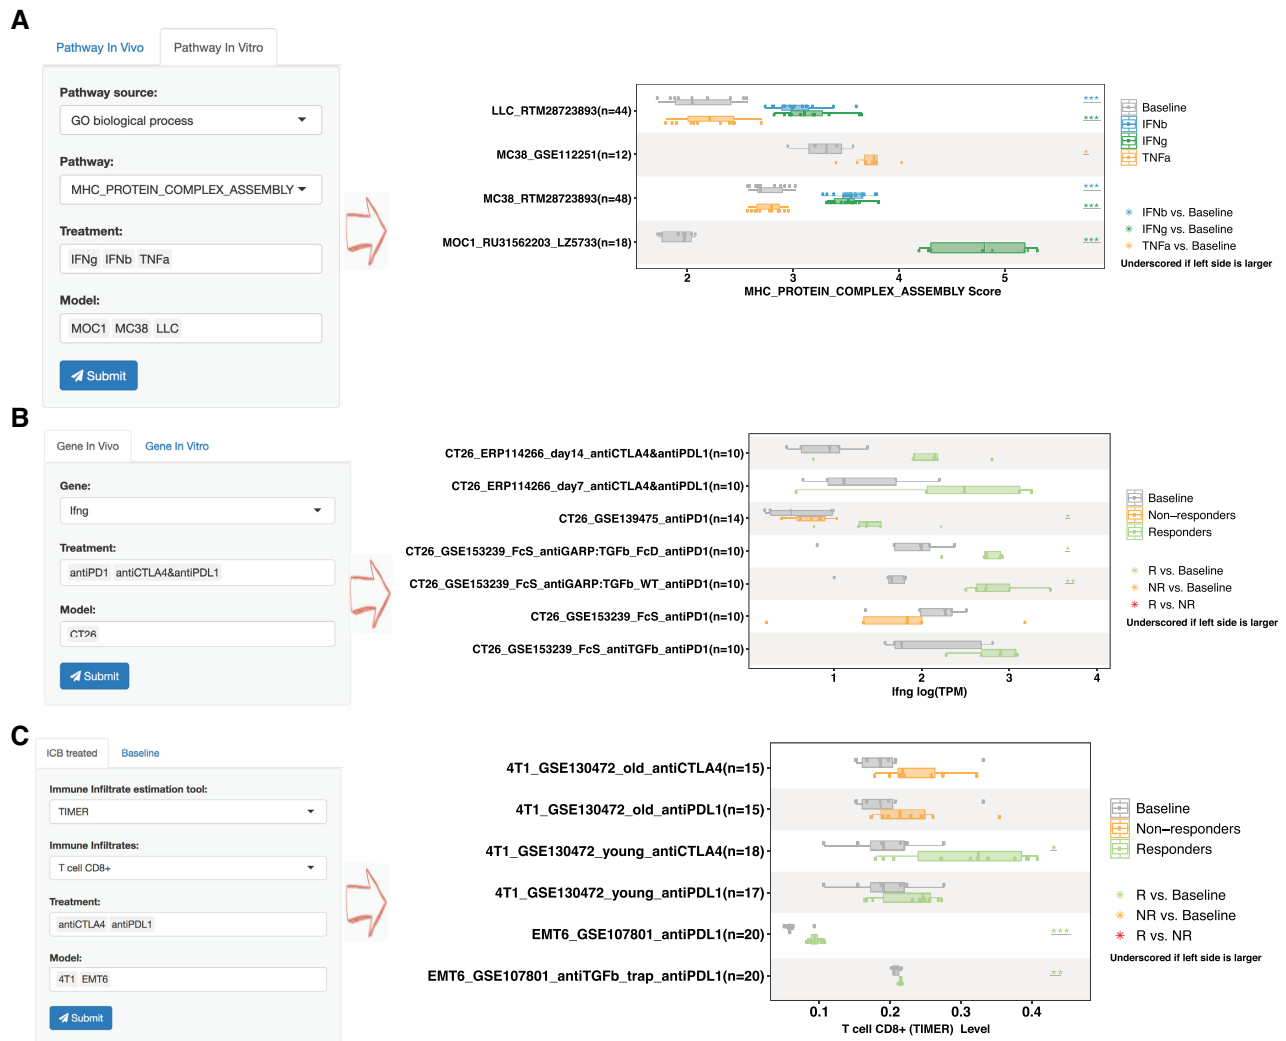 A
Pathway In Vivo
Pathway In Vitro
Pathway source:
GO biological process
Pathway:
MHC_PROTEIN_COMPLEX_ASSEMBLY
Treatment:
IFNg IFNb TNFa
Model:
MOC1 MC38 LLC
Submit
LLC_RTM28723893(n=44)
MC38_GSE112251(n=12)
MC38_RTM28723893(n=48)
MOC1_RU31562203_LZ5733(n=18)
***
***
*
***
***
***
2 3 4 5
MHC_PROTEIN_COMPLEX_ASSEMBLY Score
Baseline
IFNb
IFNg
TNFa
* IFNb vs. Baseline
* IFNg vs. Baseline
* TNFa vs. Baseline
Underscored if left side is larger
B
Gene In Vivo
Gene In Vitro
Gene:
Ifng
Treatment:
antiPD1 antiCTLA4&antiPDL1
Model:
CT26
Submit
CT26_ERP114266_day14_antiCTLA4&antiPDL1(n=10)
CT26_ERP114266_day7_antiCTLA4&antiPDL1(n=10)
CT26_GSE139475_antiPD1(n=14)
CT26_GSE153239_FcS_antiGARP:TGFb_FcD_antiPD1(n=10)
CT26_GSE153239_FcS_antiGARP:TGFb_WT_antiPD1(n=10)
CT26_GSE153239_FcS_antiPD1(n=10)
CT26_GSE153239_FcS_antiTGFb_antiPD1(n=10)
*
*
**
1 2 3 4
Ifng log(TPM)
Baseline
Non−responders
Responders
* R vs. Baseline
* NR vs. Baseline
* R vs. NR
Underscored if left side is larger
C
ICB treated
Baseline
Immune Infiltrate estimation tool:
TIMER
Immune Infiltrates:
T cell CD8+
Treatment:
antiCTLA4 antiPDL1
Model:
4T1 EMT6
Submit
4T1_GSE130472_old_antiCTLA4(n=15)
4T1_GSE130472_old_antiPDL1(n=15)
4T1_GSE130472_young_antiCTLA4(n=18)
4T1_GSE130472_young_antiPDL1(n=17)
EMT6_GSE107801_antiPDL1(n=20)
EMT6_GSE107801_antiTGFb_trap_antiPDL1(n=20)
*
***
**
0.1 0.2 0.3 0.4
T cell CD8+ (TIMER) Level
Baseline
Non−responders
Responders
* R vs. Baseline
* NR vs. Baseline
* R vs. NR
Underscored if left side is larger